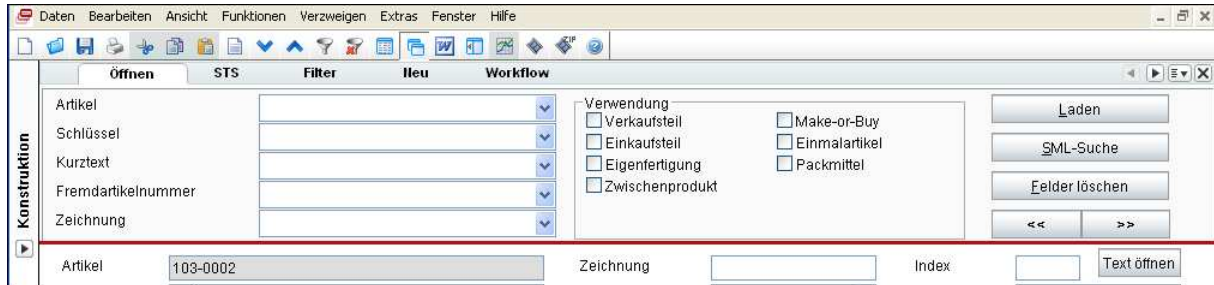 Daten Bearbeiten Ansicht Funktionen Verzweigen Extras Fenster Hilfe
Öffnen STS Filter Neu Workflow
Konstruktion
Artikel
Schlüssel
Kurztext
Fremdartikelnummer
Zeichnung
Verwendung
Verkaufsteil Make-or-Buy
Einkaufsteil Einmalartikel
Eigenfertigung Packmittel
Zwischenprodukt
Laden
SML-Suche
Felder löschen
<< >>
Artikel 103-0002 Zeichnung Index Text öffnen